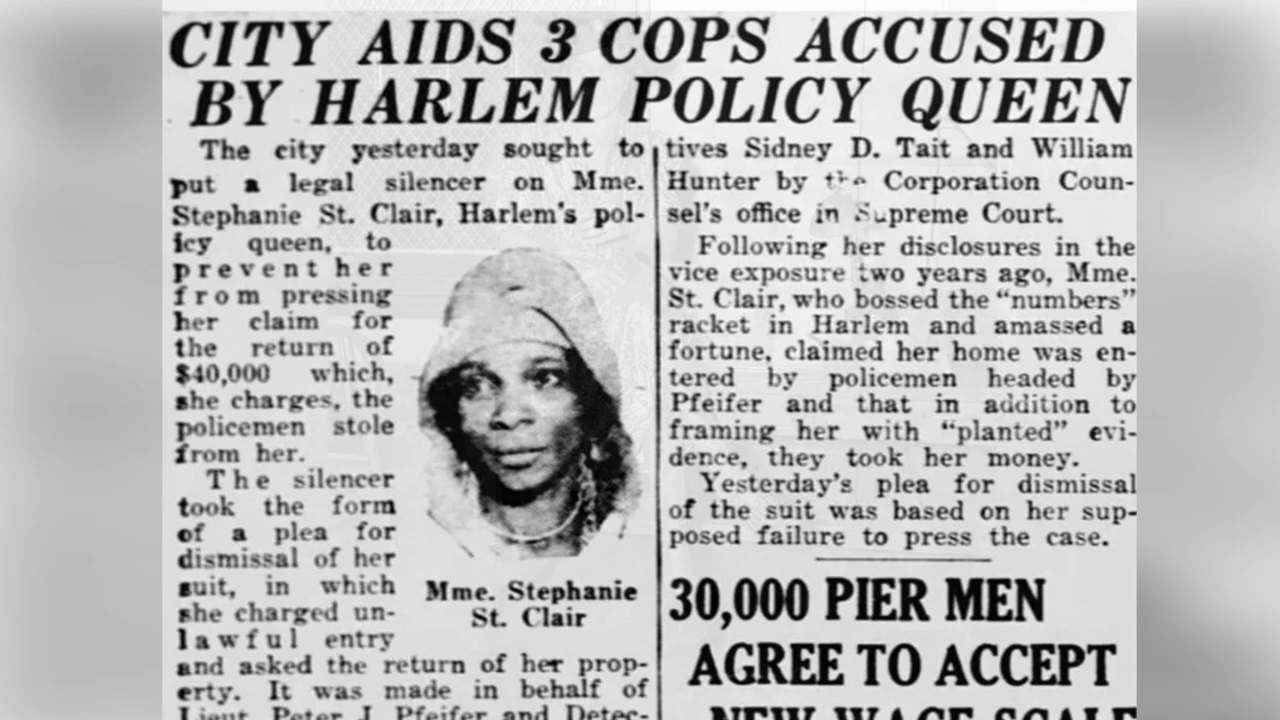 CITY AIDS 3 COPS ACCUSED
BY HARLEM POLICY QUEEN
The city yesterday sought to
put a legal silencer on Mme.
Stephanie St. Clair, Harlem's pol-
icy queen, to
prevent her
from pressing
her claim for
the return of
$40,000 which,
she charges, the
policemen stole
from her.
The silencer
took the form
of a plea for
dismissal of her
suit, in which
she charged un-
lawful entry
and asked the return of her prop-
erty. It was made in behalf of
Lieut. Peter J. Pfeifer and Detec-
Mme. Stephanie
St. Clair
tives Sidney D. Tait and William
Hunter by the Corporation Coun-
sel's office in Supreme Court.
Following her disclosures in the
vice exposure two years ago, Mme.
St. Clair, who bossed the "numbers"
racket in Harlem and amassed a
fortune, claimed her home was en-
tered by policemen headed by
Pfeifer and that in addition to
framing her with "planted" evi-
dence, they took her money.
Yesterday's plea for dismissal
of the suit was based on her sup-
posed failure to press the case.
30,000 PIER MEN
AGREE TO ACCEPT
NEW WAGE SCALE